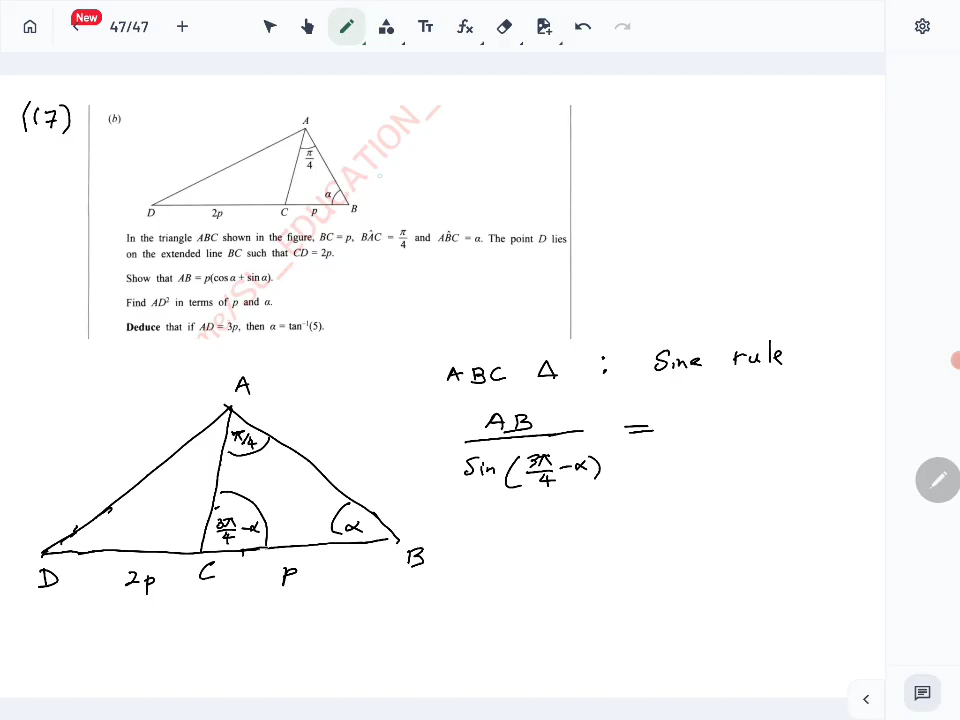 New
47/47
Tт
fx
(17)
(b)
A
π/4
α
D 2p C p B
In the triangle ABC shown in the figure, BC = p, BÂC = π/4 and AB̂C = α. The point D lies
on the extended line BC such that CD = 2p.
Show that AB = p(cos α + sin α).
Find AD² in terms of p and α.
Deduce that if AD = 3p, then α = tan⁻¹(5).
ABC Δ : Sine rule
A
π/4
AB / sin(3π/4 − α) =
3π/4 − α
α
D 2p C p B